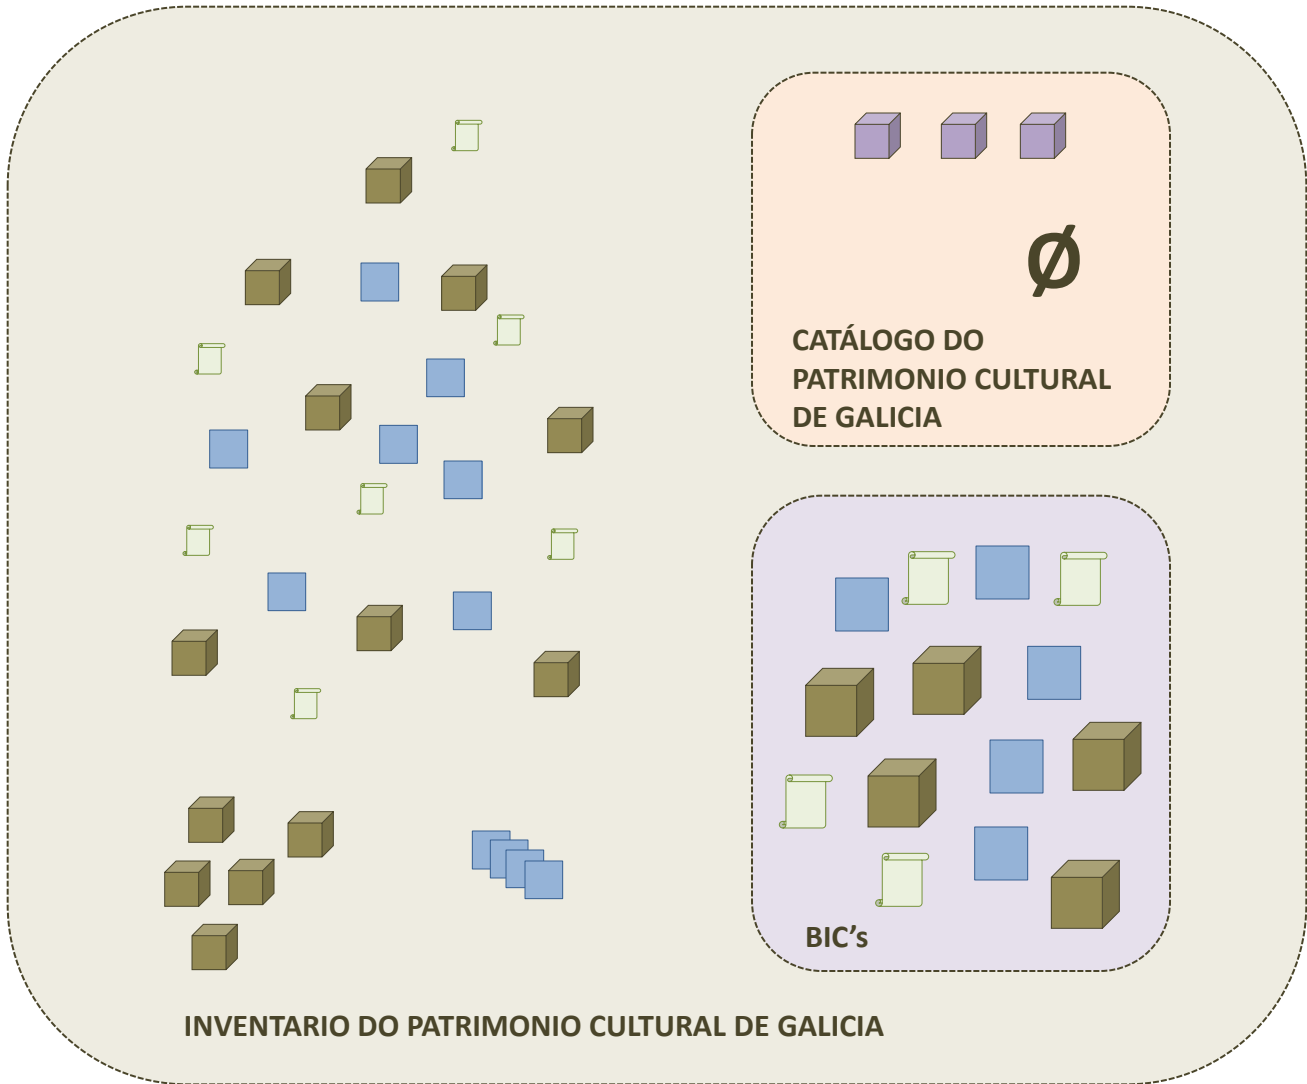 Ø
CATÁLOGO DO
PATRIMONIO CULTURAL
DE GALICIA
BIC’s
INVENTARIO DO PATRIMONIO CULTURAL DE GALICIA